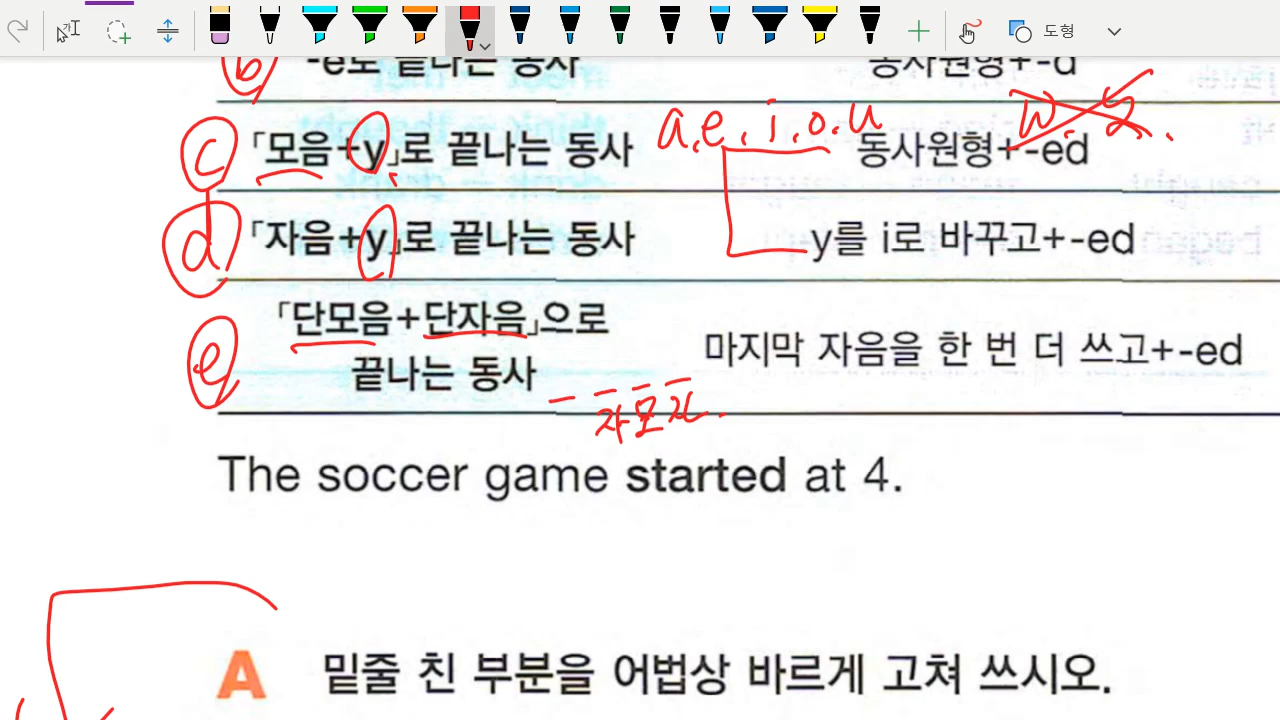 가
도형
b -e로 끝나는 동사 동사원형+-d
a, e, i, o, u w, y
c 「모음+y」로 끝나는 동사 동사원형+-ed
d 「자음+y」로 끝나는 동사 y를 i로 바꾸고+-ed
e 「단모음+단자음」으로
끝나는 동사 마지막 자음을 한 번 더 쓰고+-ed
자모자
The soccer game started at 4.
A 밑줄 친 부분을 어법상 바르게 고쳐 쓰시오.